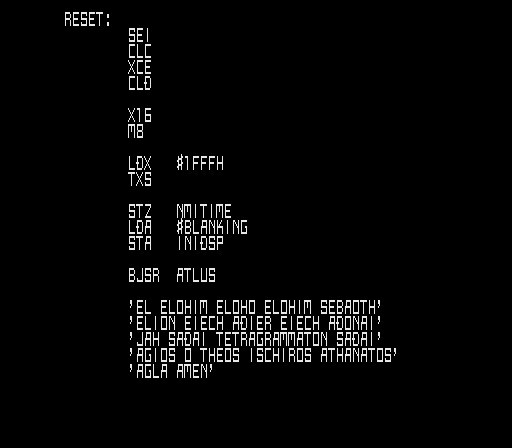 RESET:
SEI
CLC
XCE
CLD
X16
M8
LDX #1FFFH
TXS
STZ NMITIME
LDA #BLANKING
STA INIDSP
BJSR ATLUS
'EL ELOHIM ELOHO ELOHIM SEBAOTH'
'ELION EIECH ADIER EIECH ADONAI'
'JAH SADAI TETRAGRAMMATON SADAI'
'AGIOS O THEOS ISCHIROS ATHANATOS'
'AGLA AMEN'